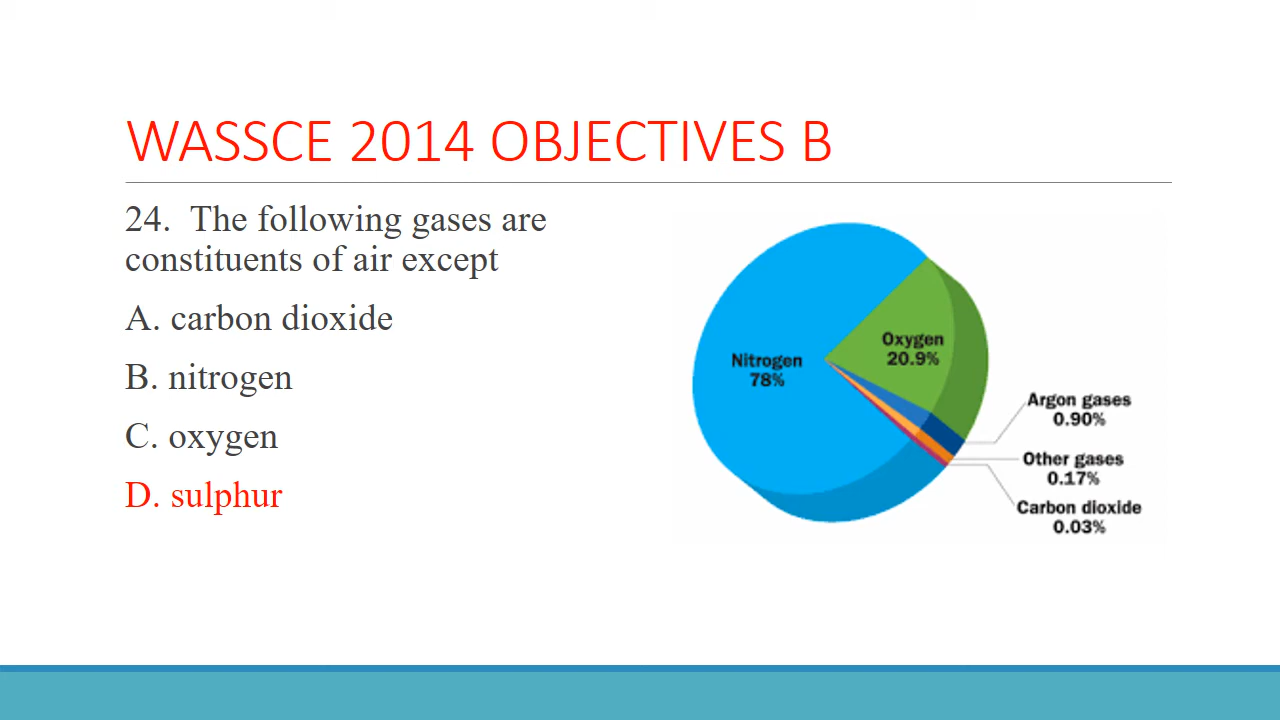 WASSCE 2014 OBJECTIVES B
24.  The following gases are
constituents of air except
A. carbon dioxide
B. nitrogen
C. oxygen
D. sulphur
Nitrogen
78%
Oxygen
20.9%
Argon gases
0.90%
Other gases
0.17%
Carbon dioxide
0.03%